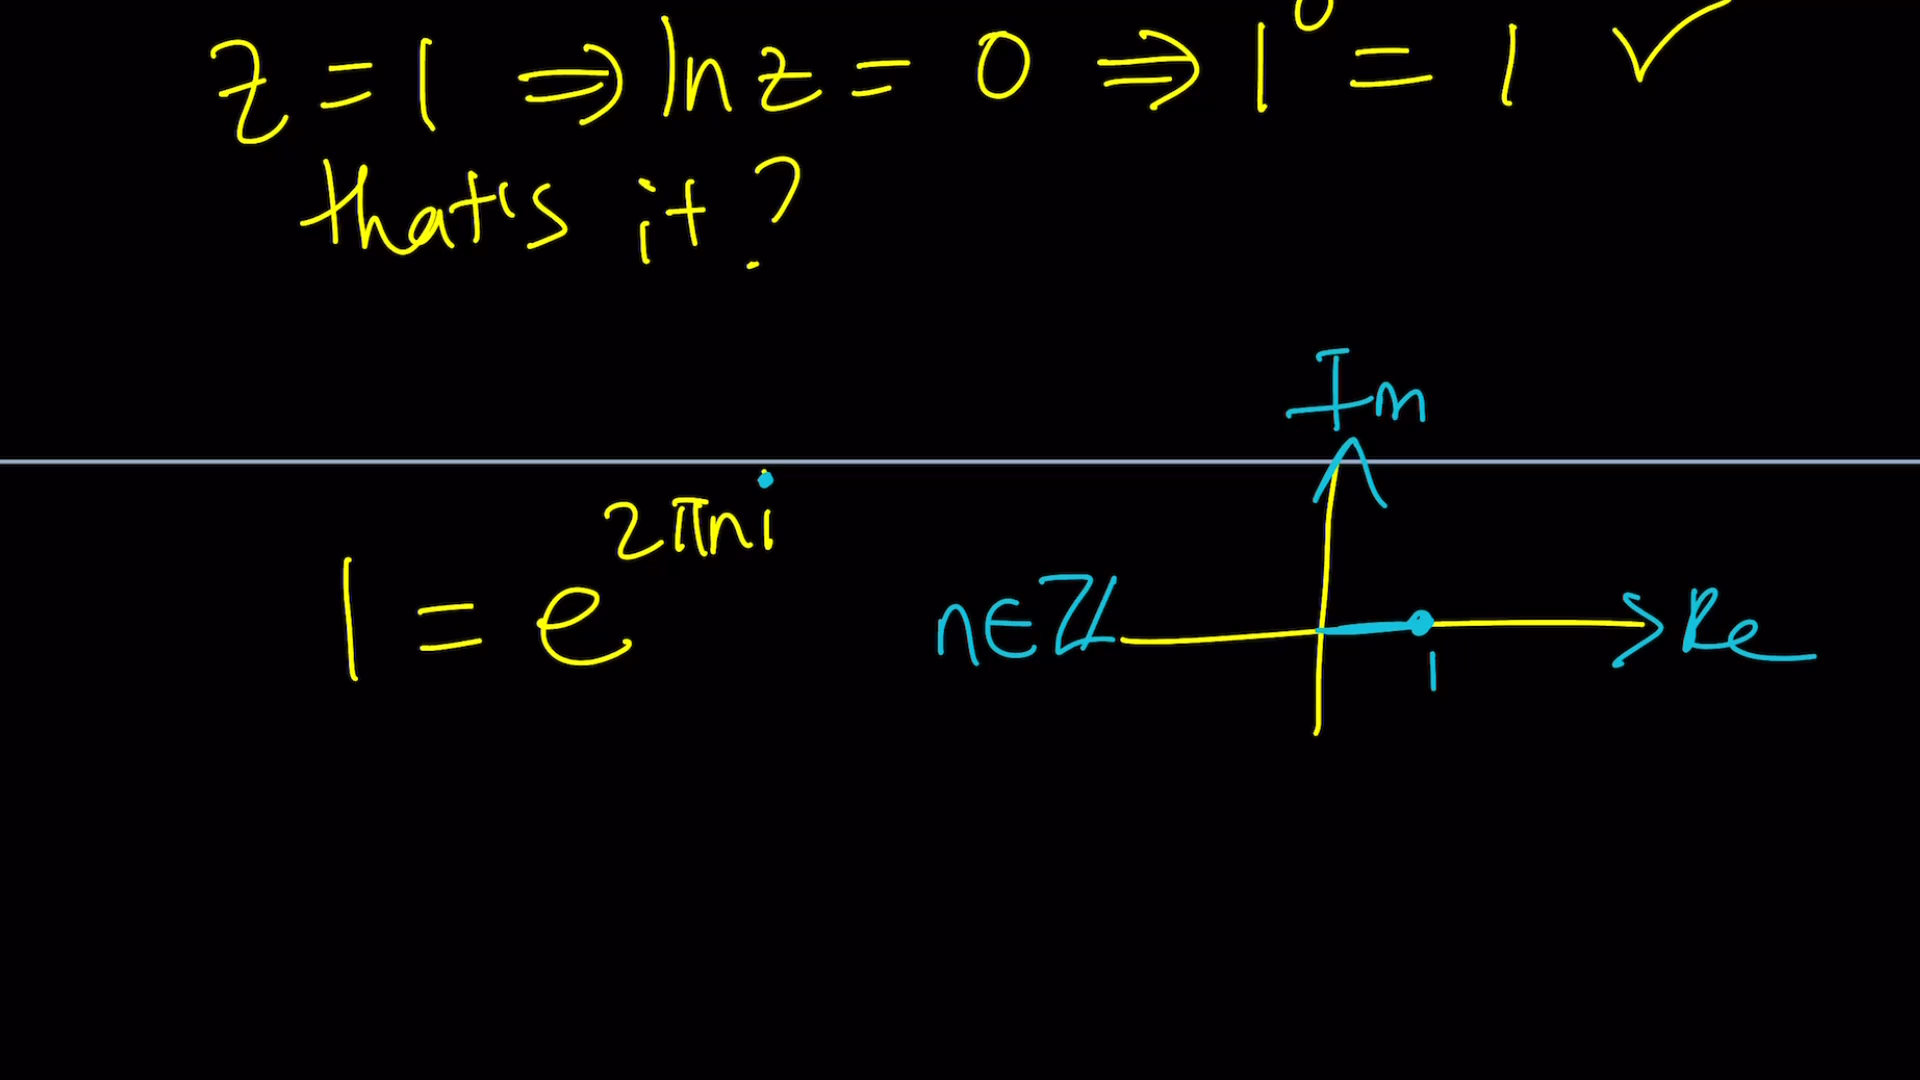 z = 1 ⇒ ln z = 0 ⇒ 1⁰ = 1 ✓
that's it?
Im
1 = e^{2πni}
n∈ℤ
Re
1